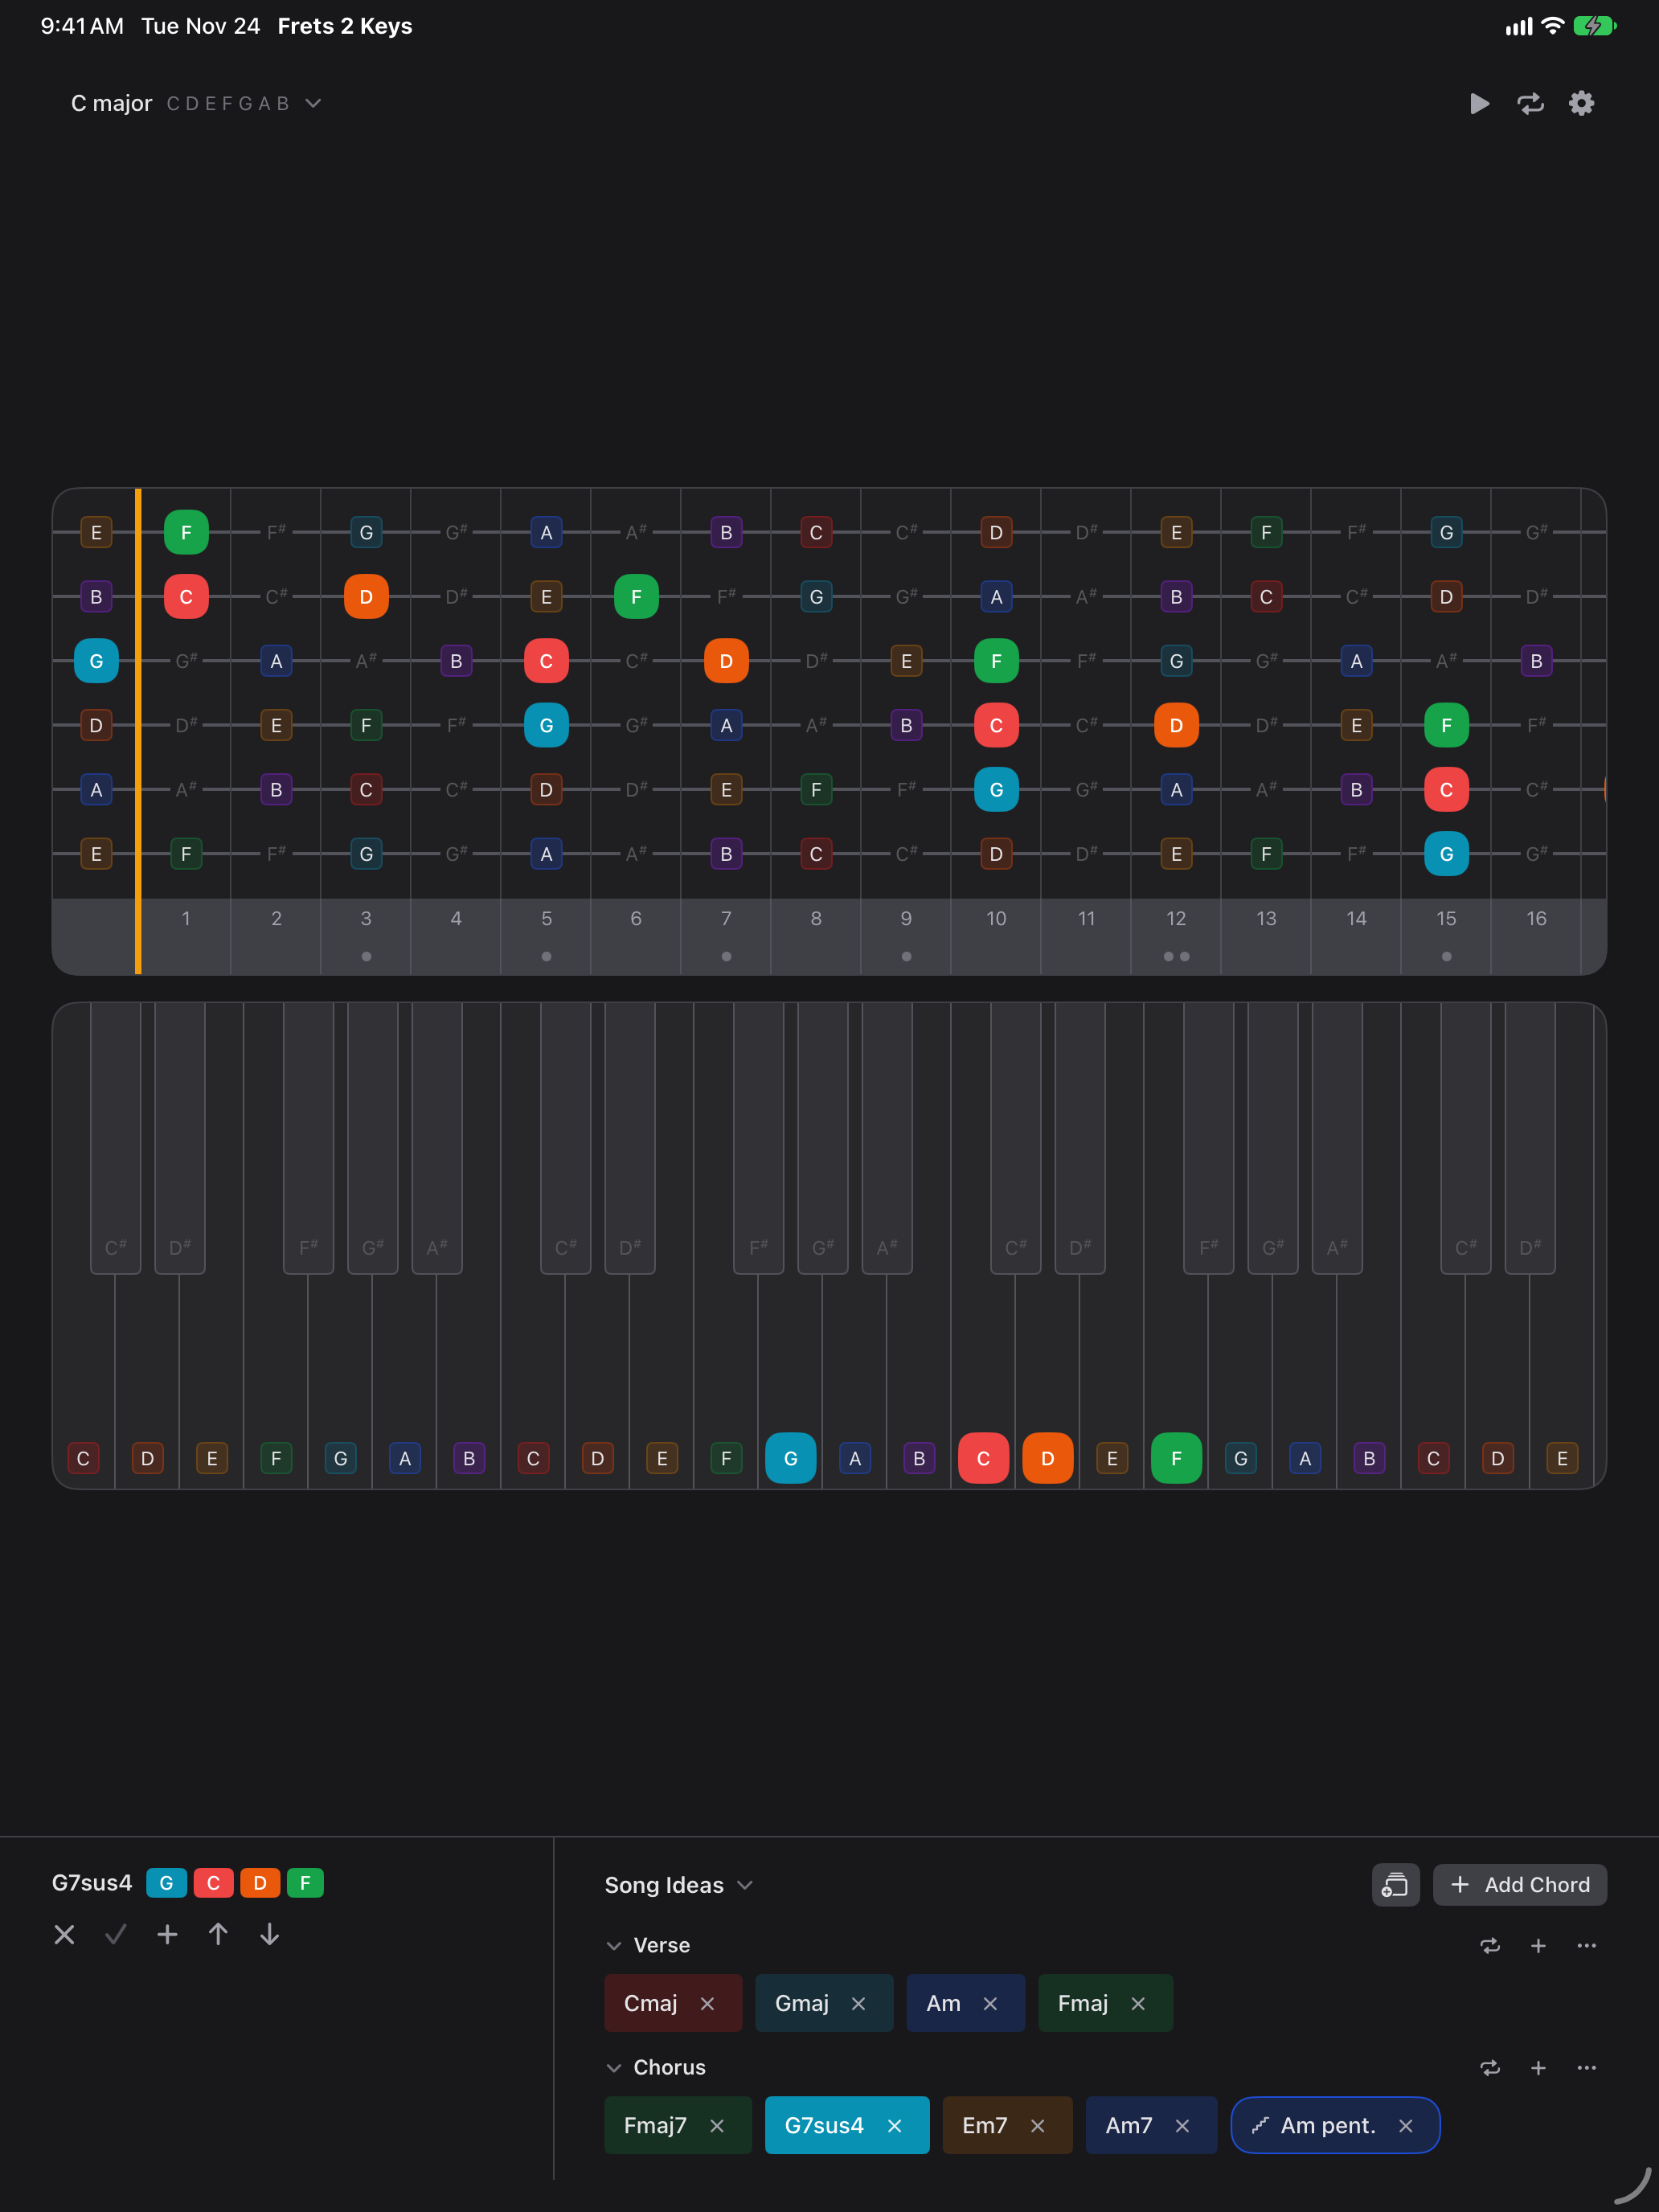 9:41 AM Tue Nov 24 Frets 2 Keys
C major C D E F G A B
E F F# G G# A A# B C C# D D# E F F# G G#
B C C# D D# E F F# G G# A A# B C C# D D#
G G# A A# B C C# D D# E F F# G G# A A# B
D D# E F F# G G# A A# B C C# D D# E F F#
A A# B C C# D D# E F F# G G# A A# B C C#
E F F# G G# A A# B C C# D D# E F F# G G#
1 2 3 4 5 6 7 8 9 10 11 12 13 14 15 16
C# D# F# G# A# C# D# F# G# A# C# D# F# G# A# C# D#
C D E F G A B C D E F G A B C D E F G A B C D E
G7sus4 G C D F
Song Ideas
Add Chord
Verse
Cmaj Gmaj Am Fmaj
Chorus
Fmaj7 G7sus4 Em7 Am7 Am pent.